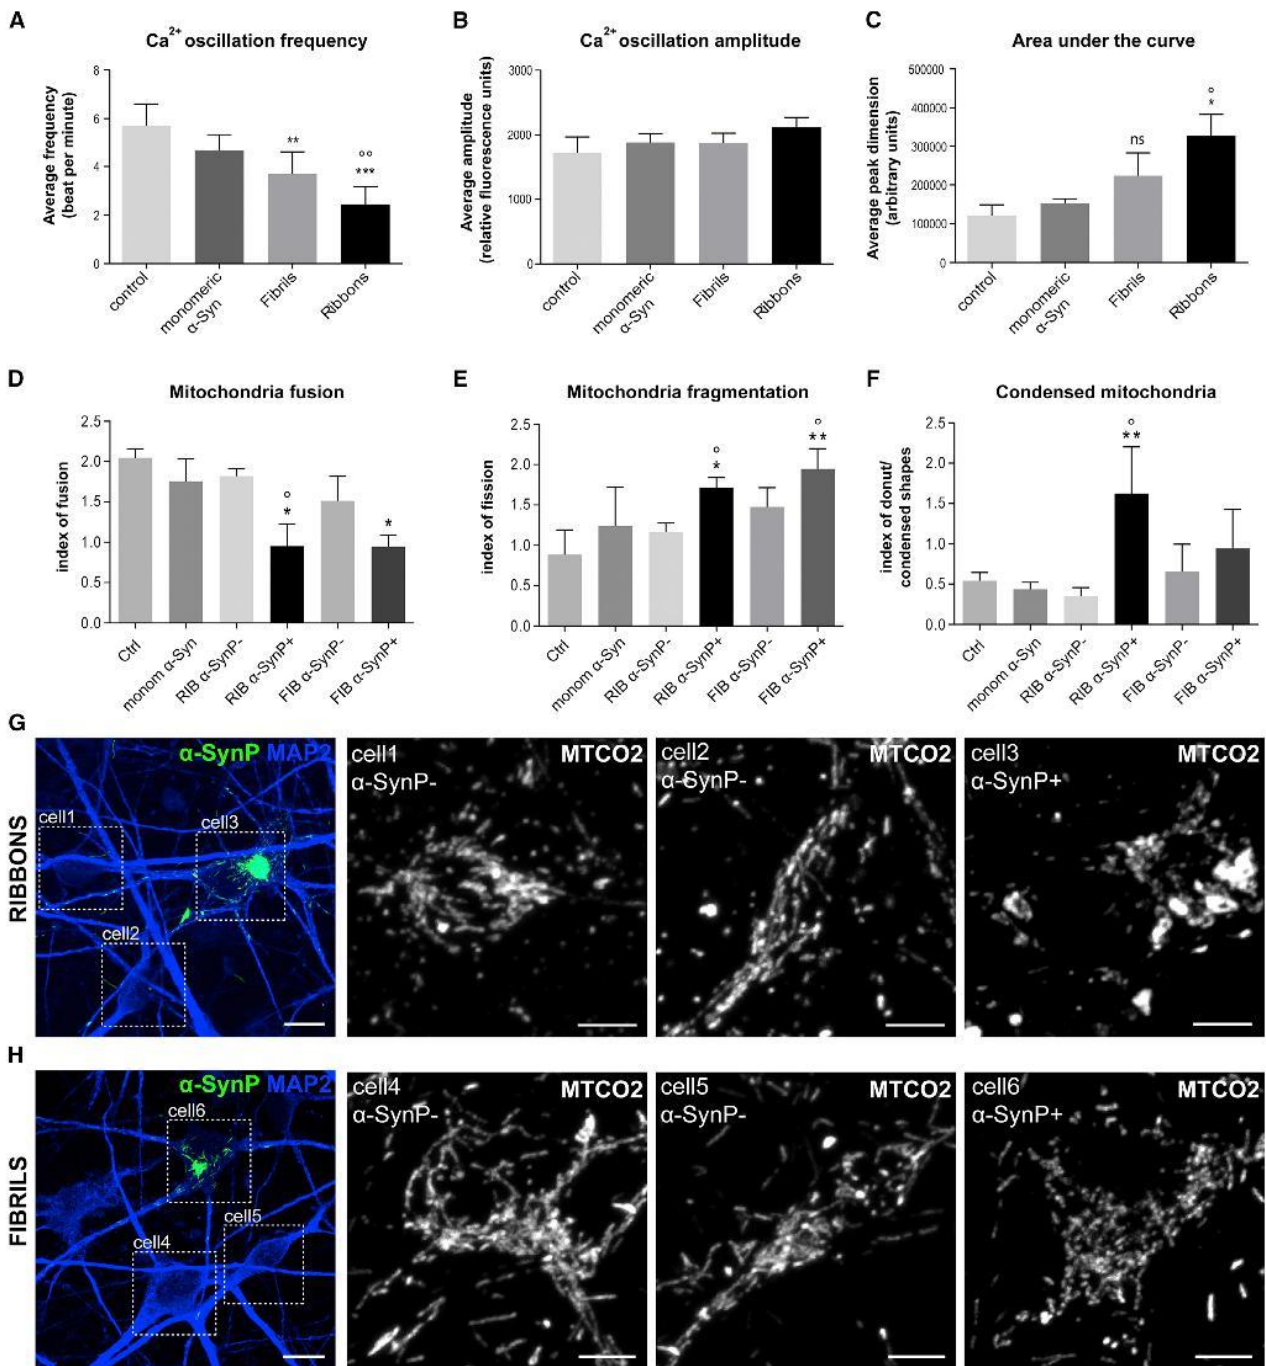 A
Ca2+ oscillation frequency
Average frequency
(beat per minute)
8
6
4
2
0
**
°°
***
control
monomeric
α-Syn
Fibrils
Ribbons
B
Ca2+ oscillation amplitude
Average amplitude
(relative fluorescence units)
3000
2000
1000
0
control
monomeric
α-Syn
Fibrils
Ribbons
C
Area under the curve
Average peak dimension
(arbitrary units)
500000
400000
300000
200000
100000
0
ns
°
*
control
monomeric
α-Syn
Fibrils
Ribbons
D
Mitochondria fusion
index of fusion
2.5
2.0
1.5
1.0
0.5
0.0
°
*
*
Ctrl
monom α-Syn
RIB α-SynP-
RIB α-SynP+
FIB α-SynP-
FIB α-SynP+
E
Mitochondria fragmentation
index of fission
2.5
2.0
1.5
1.0
0.5
0.0
°
*
°
**
Ctrl
monom α-Syn
RIB α-SynP-
RIB α-SynP+
FIB α-SynP-
FIB α-SynP+
F
Condensed mitochondria
index of donut/
condensed shapes
2.5
2.0
1.5
1.0
0.5
0.0
°
**
Ctrl
monom α-Syn
RIB α-SynP-
RIB α-SynP+
FIB α-SynP-
FIB α-SynP+
G
RIBBONS
α-SynP MAP2
cell1
cell3
cell2
cell1 MTCO2
α-SynP-
cell2 MTCO2
α-SynP-
cell3 MTCO2
α-SynP+
H
FIBRILS
α-SynP MAP2
cell6
cell5
cell4
cell4 MTCO2
α-SynP-
cell5 MTCO2
α-SynP-
cell6 MTCO2
α-SynP+